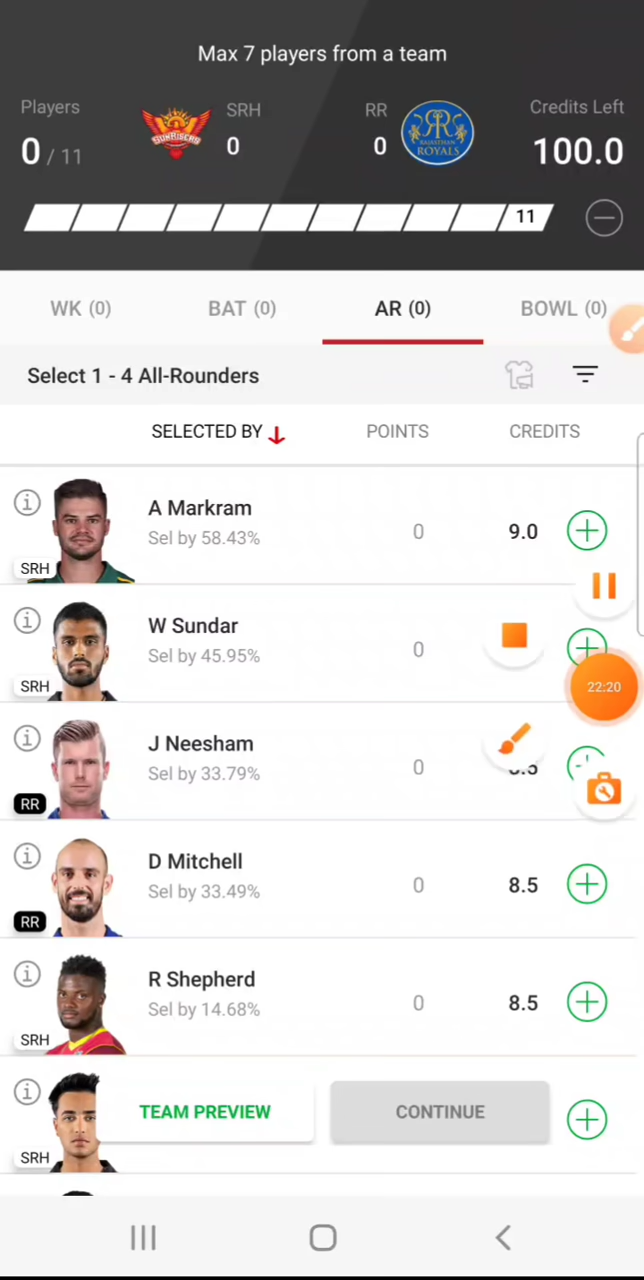 Max 7 players from a team
Players
SRH
RR
Credits Left
0 / 11
SUNRISERS
0
0
RAJASTHAN ROYALS
100.0
11
WK (0)
BAT (0)
AR (0)
BOWL (0)
Select 1 - 4 All-Rounders
SELECTED BY
POINTS
CREDITS
A Markram
Sel by 58.43%
0
9.0
SRH
W Sundar
Sel by 45.95%
0
SRH
22:20
J Neesham
Sel by 33.79%
0
RR
D Mitchell
Sel by 33.49%
0
8.5
RR
R Shepherd
Sel by 14.68%
0
8.5
SRH
TEAM PREVIEW
CONTINUE
SRH